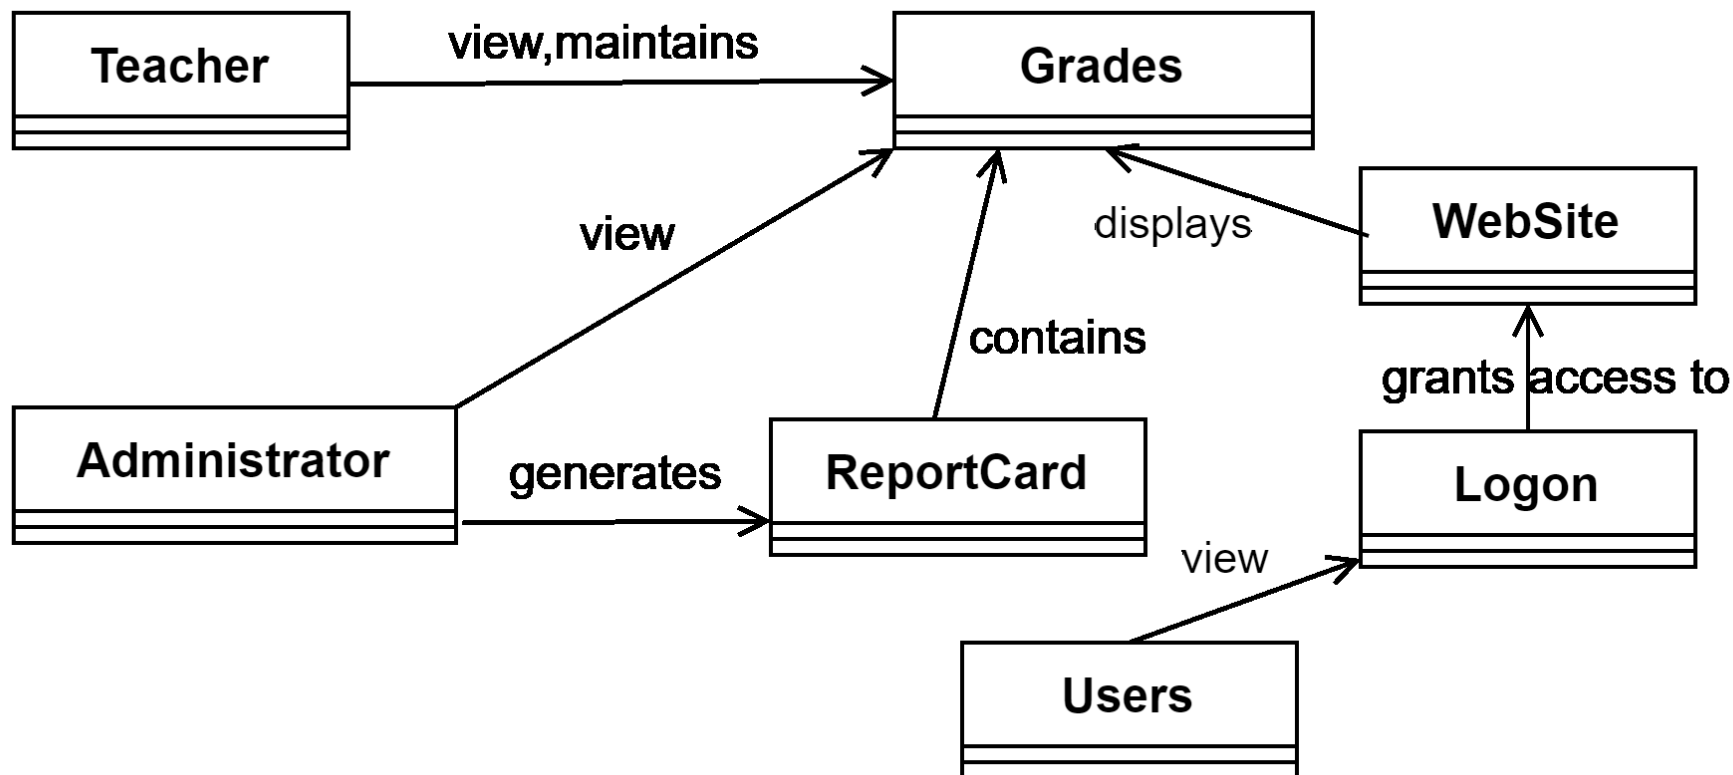 Teacher
view,maintains
Grades
view
displays
WebSite
contains
grants access to
Administrator
generates
ReportCard
Logon
view
Users